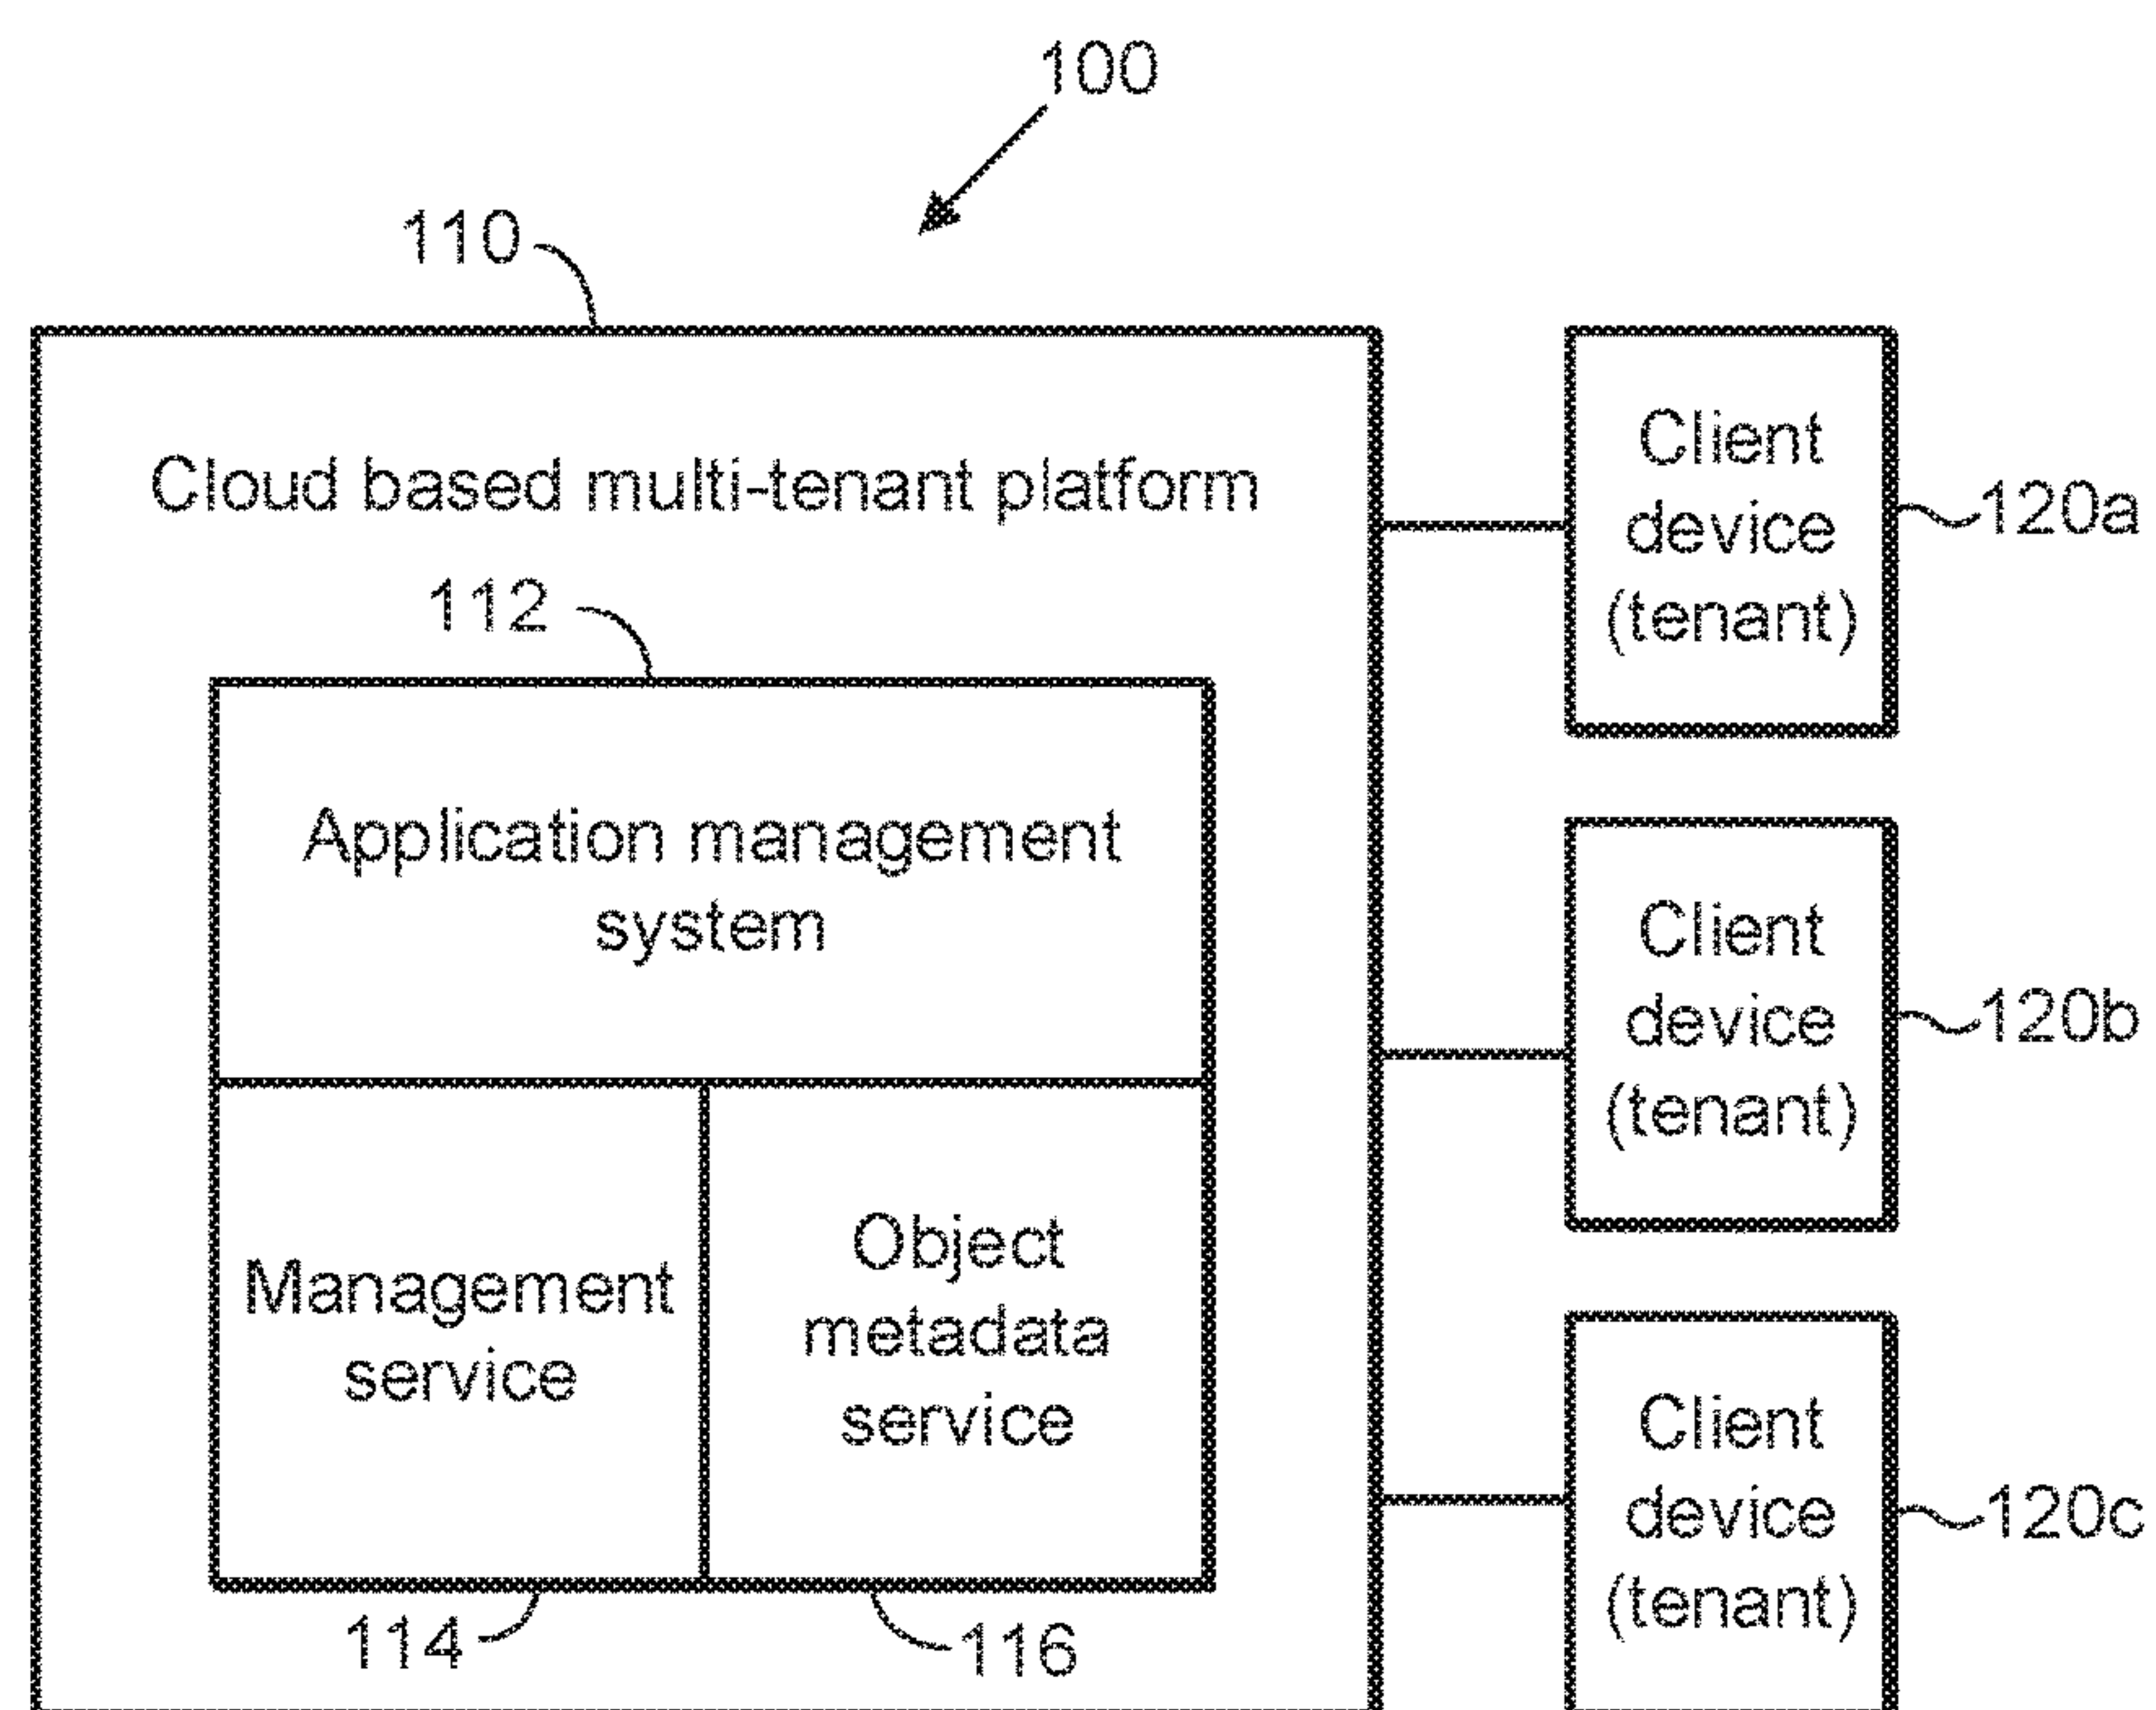 100
110
Cloud based multi-tenant platform
112
Application management
system
Management
service
Object
metadata
service
114
116
Client
device
(tenant)
120a
Client
device
(tenant)
120b
Client
device
(tenant)
120c